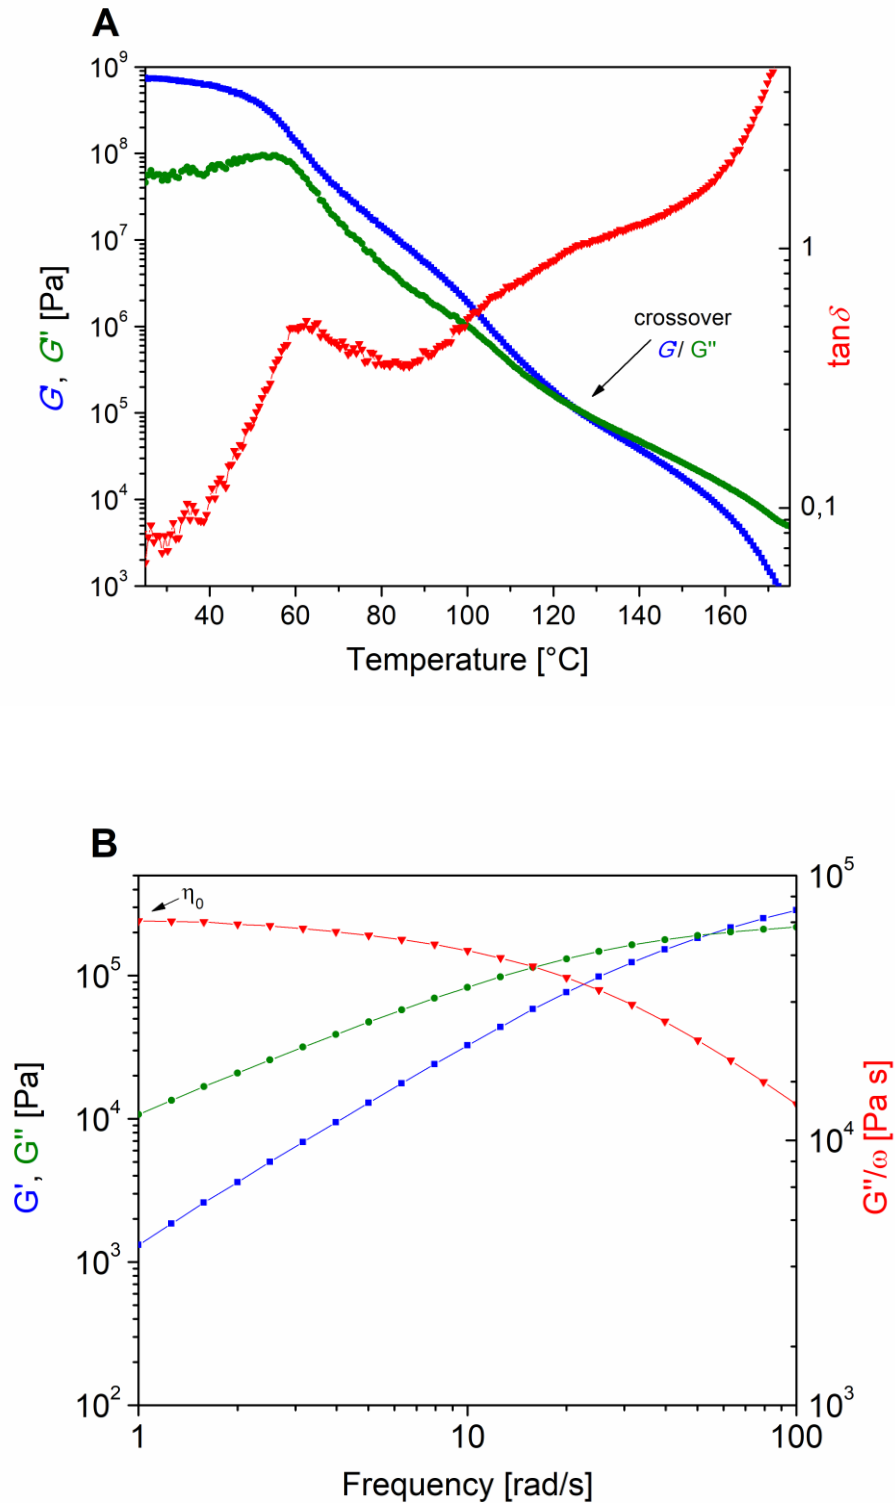 A
10⁹
10⁸
10⁷
10⁶
10⁵
10⁴
10³
G', G'' [Pa]
1
0,1
tanδ
crossover
G'/ G''
40 60 80 100 120 140 160
Temperature [°C]
B
η₀
10⁵
10⁴
10³
10²
G', G'' [Pa]
10⁵
10⁴
10³
G''/ω [Pa s]
1 10 100
Frequency [rad/s]